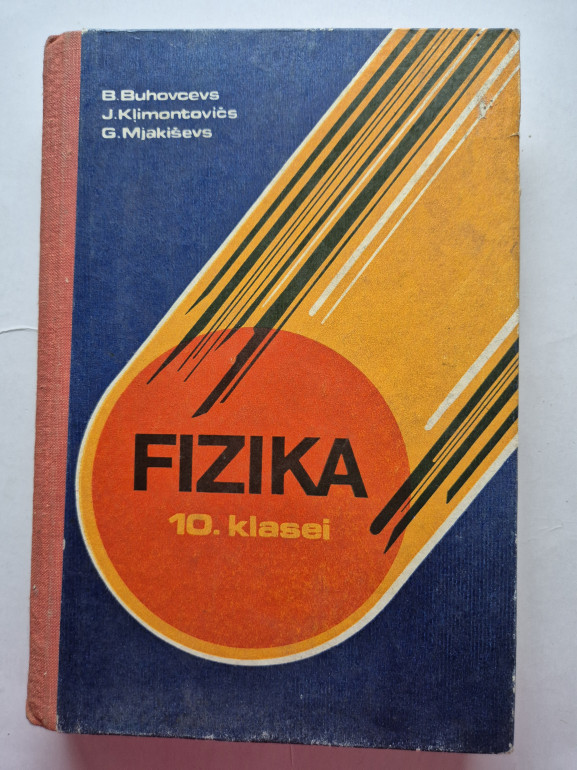 B.Buhovcevs
J.Kļimontovičs
G.Mjakiševs
FIZIKA
10. klasei